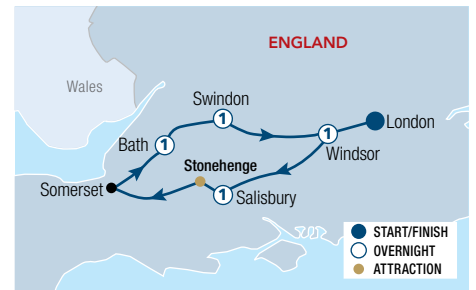 ENGLAND
Wales
Swindon
1
London
1
Bath
1
Windsor
Stonehenge
Somerset
1
Salisbury
START/FINISH
OVERNIGHT
ATTRACTION